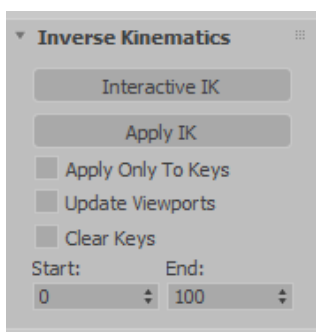 Inverse Kinematics
Interactive IK
Apply IK
Apply Only To Keys
Update Viewports
Clear Keys
Start: End:
0 100